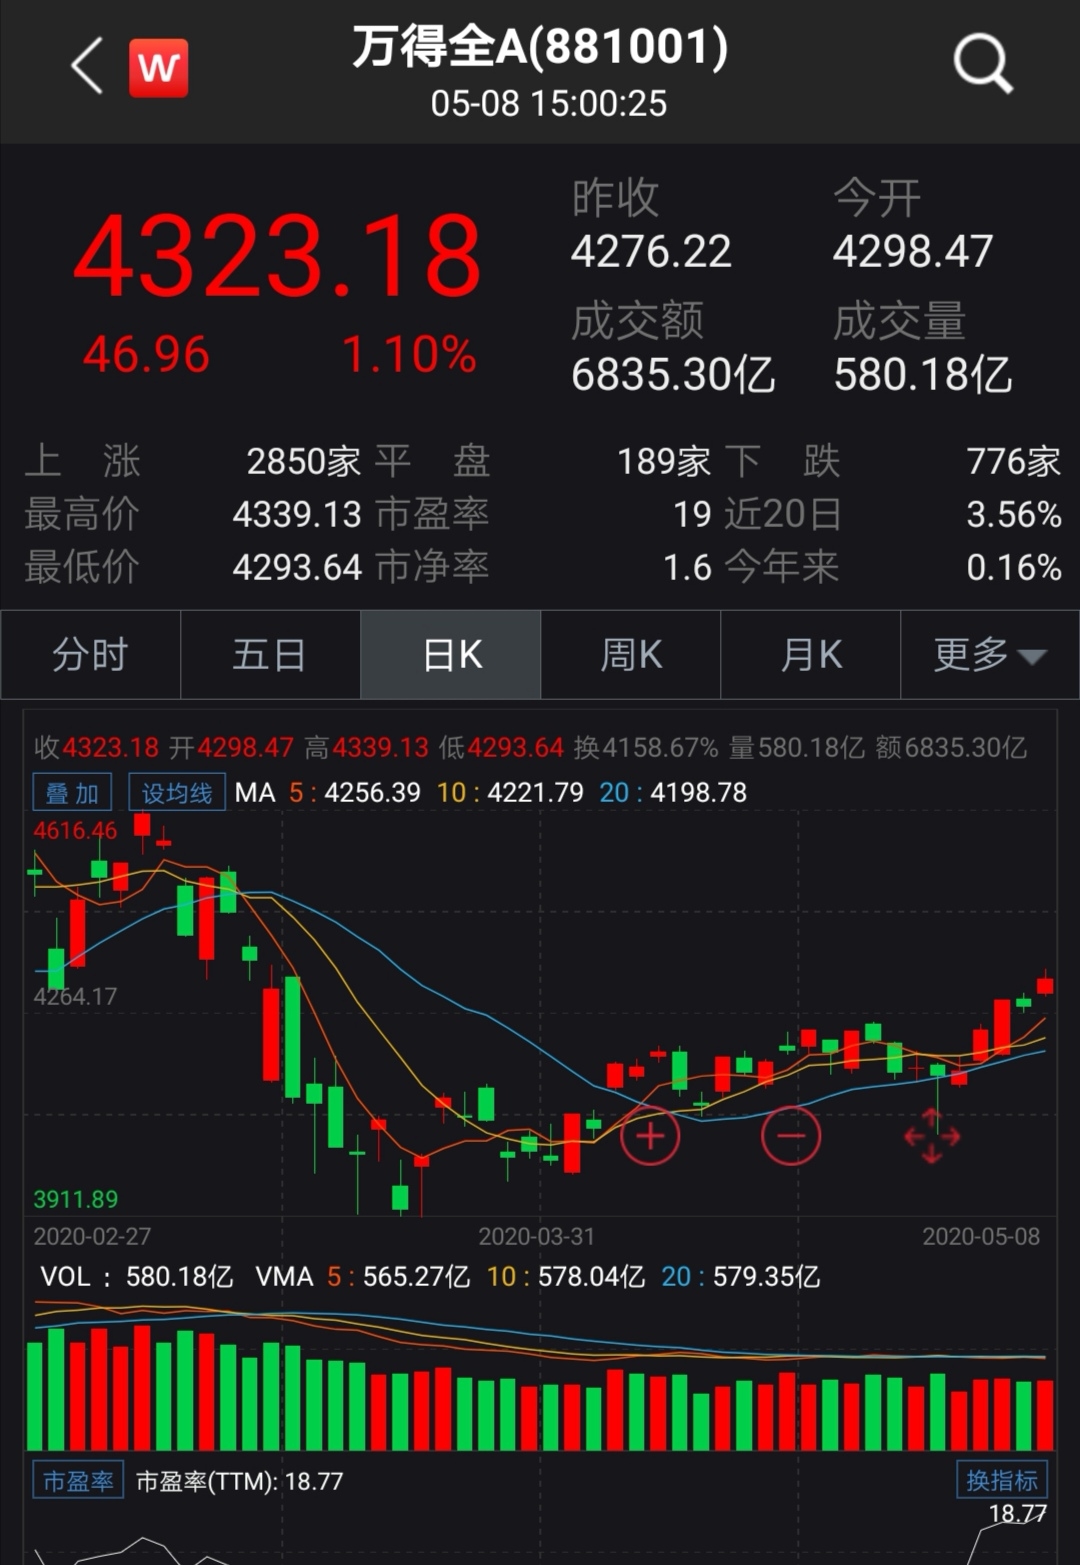 万得全A(881001)
W
05-08 15:00:25
4323.18
46.96 1.10%
昨收 今开
4276.22 4298.47
成交额 成交量
6835.30亿 580.18亿
上 涨 2850家 平 盘 189家 下 跌 776家
最高价 4339.13 市盈率 19 近20日 3.56%
最低价 4293.64 市净率 1.6 今年来 0.16%
分时 五日 日K 周K 月K 更多
收4323.18 开4298.47 高4339.13 低4293.64 换4158.67% 量580.18亿 额6835.30亿
叠加 设均线 MA 5:4256.39 10:4221.79 20:4198.78
4616.46
4264.17
3911.89
2020-02-27 2020-03-31 2020-05-08
VOL:580.18亿 VMA 5:565.27亿 10:578.04亿 20:579.35亿
市盈率 市盈率(TTM):18.77 换指标
18.77